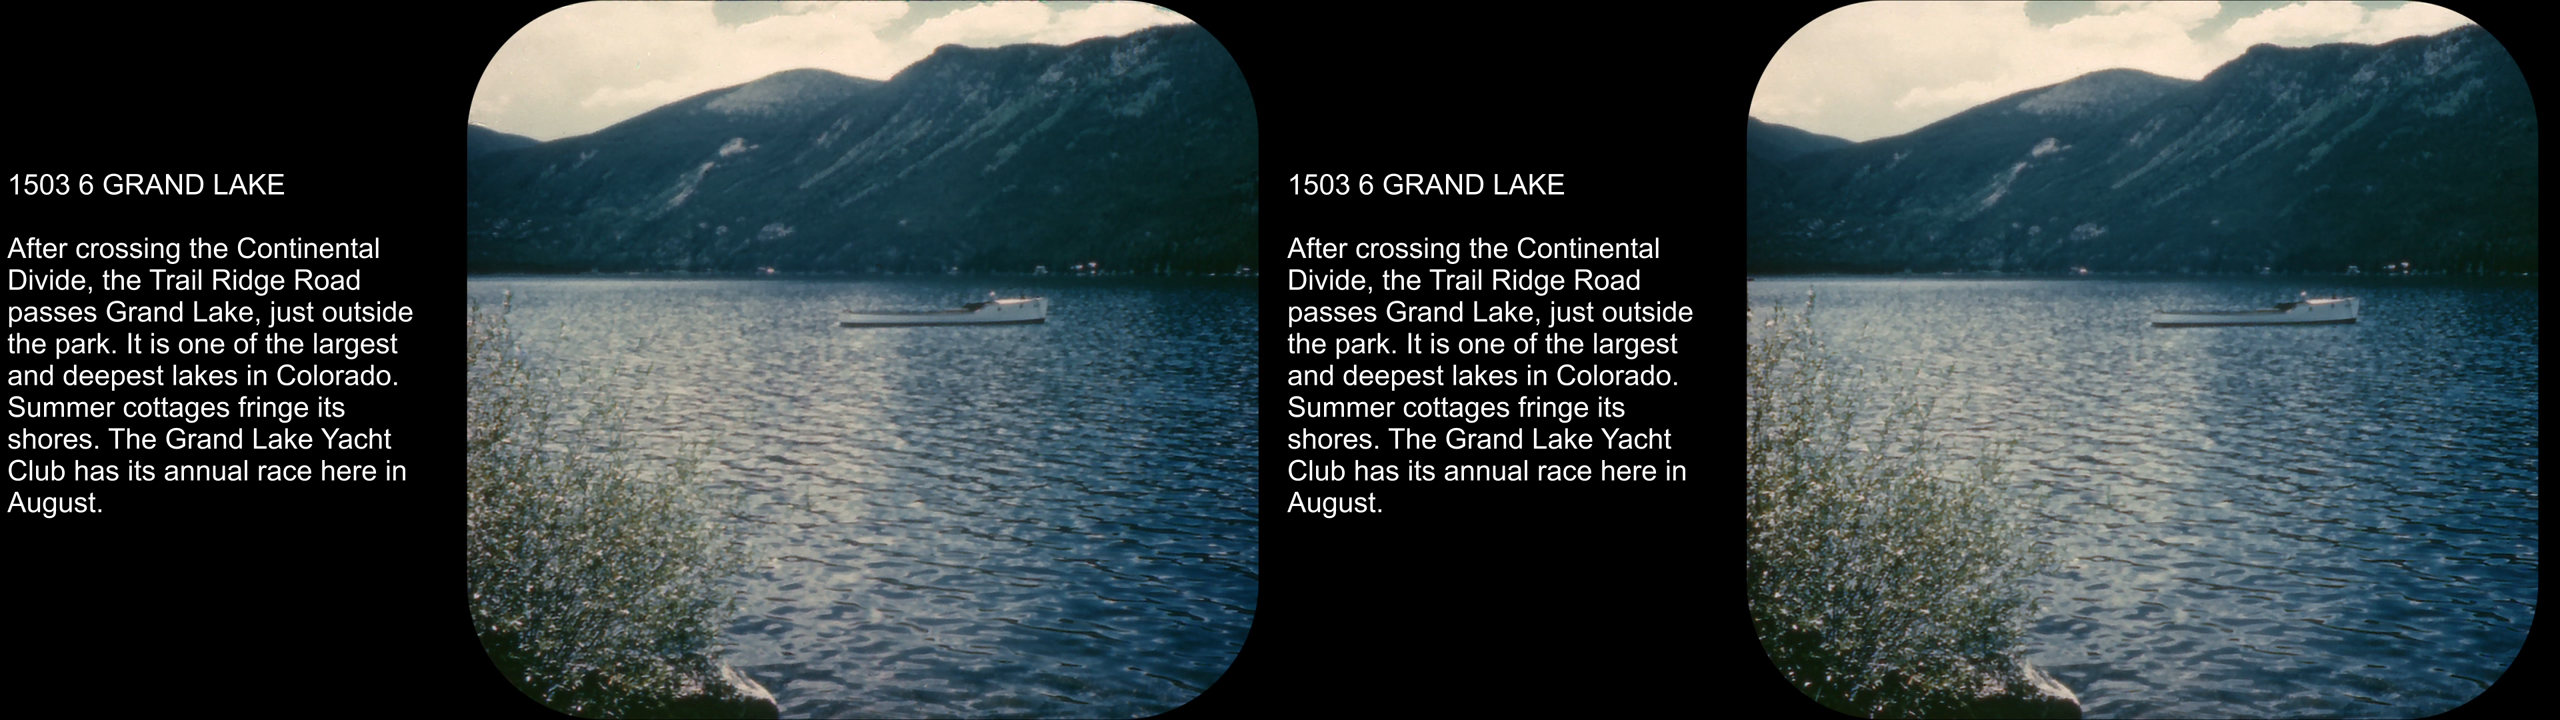 1503 6 GRAND LAKE
After crossing the Continental
Divide, the Trail Ridge Road
passes Grand Lake, just outside
the park. It is one of the largest
and deepest lakes in Colorado.
Summer cottages fringe its
shores. The Grand Lake Yacht
Club has its annual race here in
August.
1503 6 GRAND LAKE
After crossing the Continental
Divide, the Trail Ridge Road
passes Grand Lake, just outside
the park. It is one of the largest
and deepest lakes in Colorado.
Summer cottages fringe its
shores. The Grand Lake Yacht
Club has its annual race here in
August.